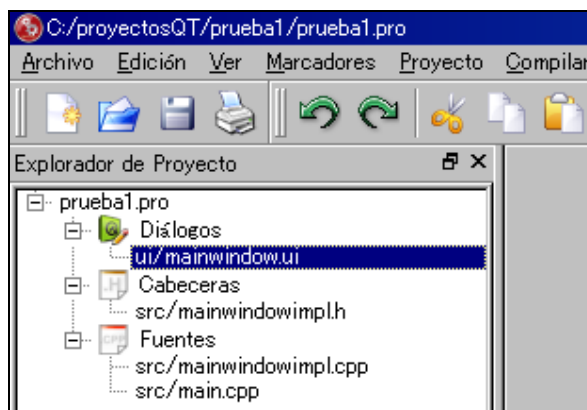 C:/proyectosQT/prueba1/prueba1.pro
Archivo Edición Ver Marcadores Proyecto Compilar
Explorador de Proyecto
prueba1.pro
Diálogos
ui/mainwindow.ui
.H Cabeceras
src/mainwindowimpl.h
CPP Fuentes
src/mainwindowimpl.cpp
src/main.cpp